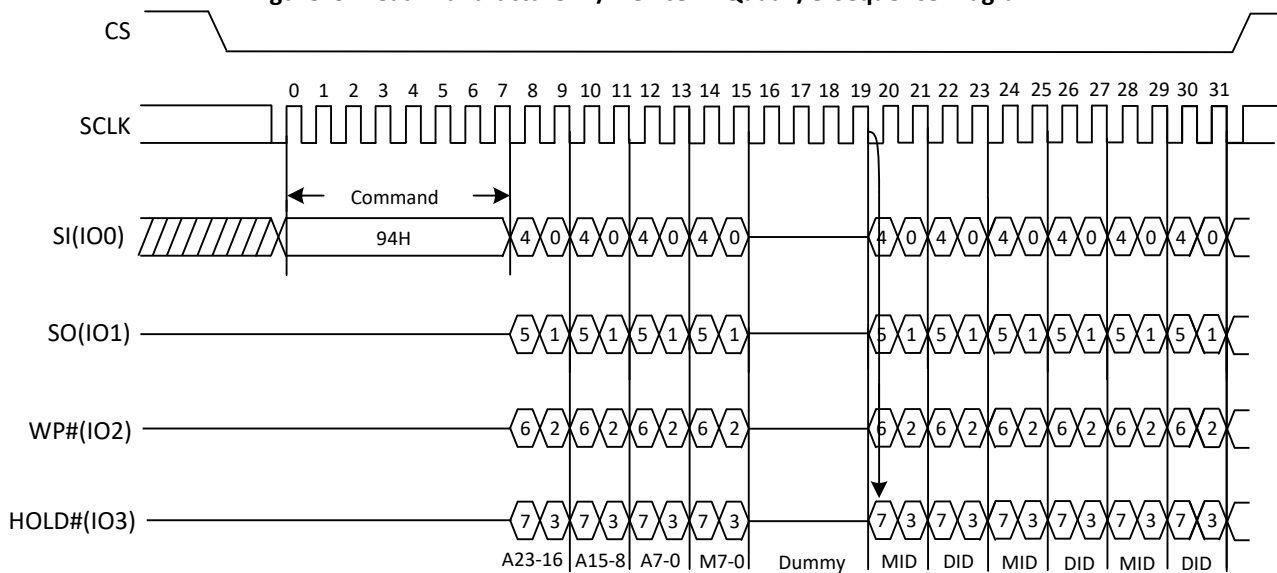 CS
0 1 2 3 4 5 6 7 8 9 10 11 12 13 14 15 16 17 18 19 20 21 22 23 24 25 26 27 28 29 30 31
SCLK
Command
SI(IO0) 94H 4 0 4 0 4 0 4 0 4 0 4 0 4 0 4 0 4 0 4 0
SO(IO1) 5 1 5 1 5 1 5 1 5 1 5 1 5 1 5 1 5 1 5 1
WP#(IO2) 6 2 6 2 6 2 6 2 6 2 6 2 6 2 6 2 6 2 6 2
HOLD#(IO3) 7 3 7 3 7 3 7 3 7 3 7 3 7 3 7 3 7 3 7 3
A23-16 A15-8 A7-0 M7-0 Dummy MID DID MID DID MID DID